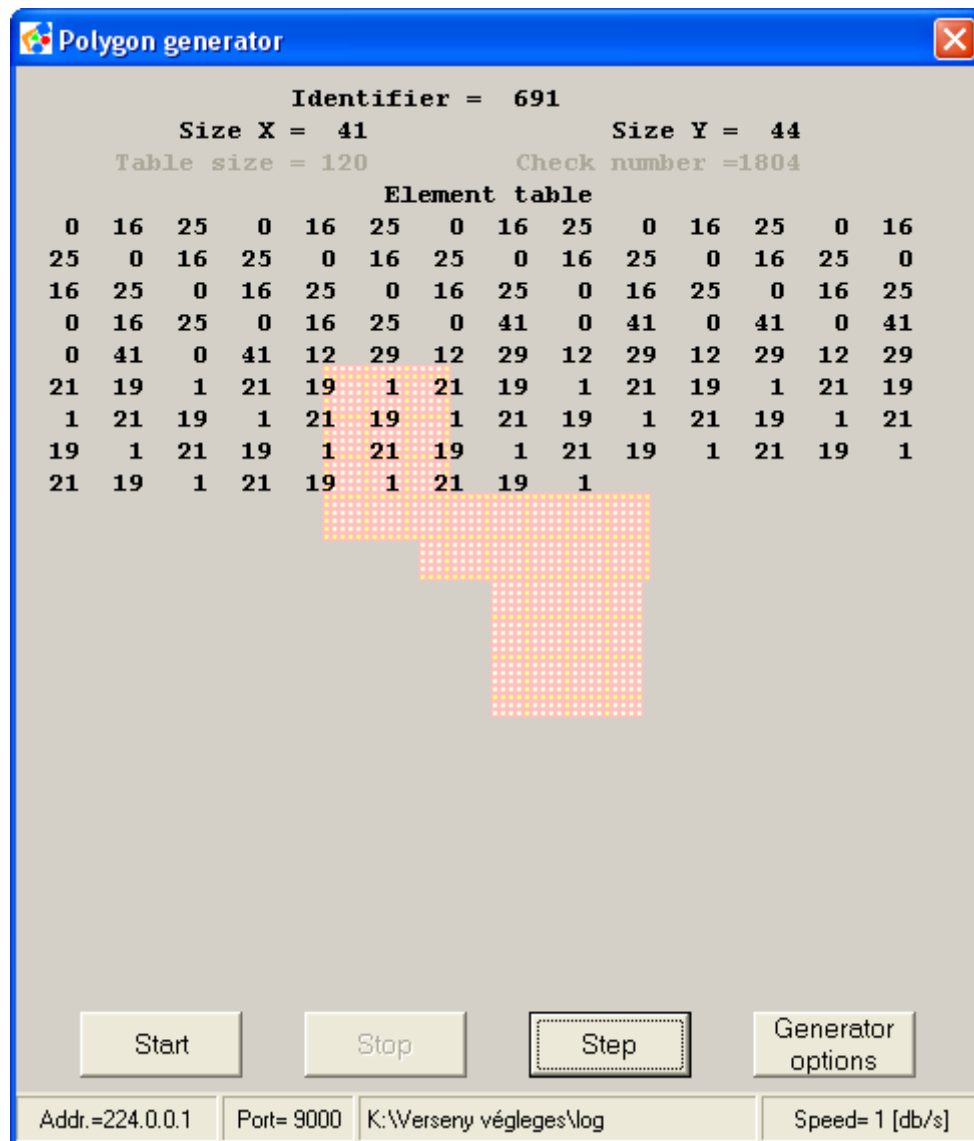 Polygon generator
Identifier = 691
Size X = 41 Size Y = 44
Table size = 120 Check number =1804
Element table
0 16 25 0 16 25 0 16 25 0 16 25 0 16
25 0 16 25 0 16 25 0 16 25 0 16 25 0
16 25 0 16 25 0 16 25 0 16 25 0 16 25
0 16 25 0 16 25 0 41 0 41 0 41 0 41
0 41 0 41 12 29 12 29 12 29 12 29 12 29
21 19 1 21 19 1 21 19 1 21 19 1 21 19
1 21 19 1 21 19 1 21 19 1 21 19 1 21
19 1 21 19 1 21 19 1 21 19 1 21 19 1
21 19 1 21 19 1 21 19 1
Start Stop Step Generator options
Addr.=224.0.0.1 Port= 9000 K:\Verseny végleges\log Speed= 1 [db/s]